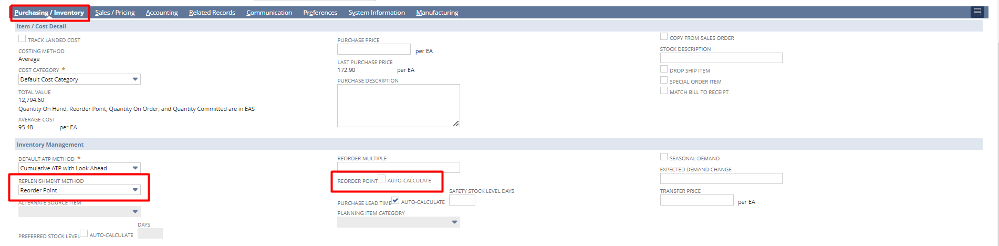 Purchasing / Inventory Sales / Pricing Accounting Related Records Communication Preferences System Information Manufacturing
Item / Cost Detail
TRACK LANDED COST
COSTING METHOD
Average
COST CATEGORY *
Default Cost Category
TOTAL VALUE
12,794.60
Quantity On Hand, Reorder Point, Quantity On Order, and Quantity Committed are in EAS
AVERAGE COST
95.48 per EA
PURCHASE PRICE
per EA
LAST PURCHASE PRICE
172.90 per EA
PURCHASE DESCRIPTION
COPY FROM SALES ORDER
STOCK DESCRIPTION
DROP SHIP ITEM
SPECIAL ORDER ITEM
MATCH BILL TO RECEIPT
Inventory Management
DEFAULT ATP METHOD *
Cumulative ATP with Look Ahead
REPLENISHMENT METHOD
Reorder Point
ALTERNATE SOURCE ITEM
DAYS
PREFERRED STOCK LEVEL AUTO-CALCULATE
REORDER MULTIPLE
REORDER POINT AUTO-CALCULATE
SAFETY STOCK LEVEL DAYS
PURCHASE LEAD TIME AUTO-CALCULATE
PLANNING ITEM CATEGORY
SEASONAL DEMAND
EXPECTED DEMAND CHANGE
TRANSFER PRICE
per EA